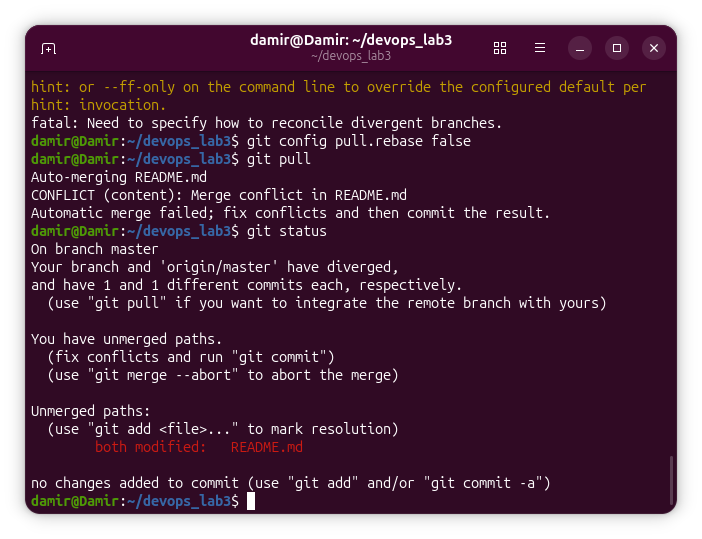 damir@Damir: ~/devops_lab3
~/devops_lab3
hint: or --ff-only on the command line to override the configured default per
hint: invocation.
fatal: Need to specify how to reconcile divergent branches.
damir@Damir:~/devops_lab3$ git config pull.rebase false
damir@Damir:~/devops_lab3$ git pull
Auto-merging README.md
CONFLICT (content): Merge conflict in README.md
Automatic merge failed; fix conflicts and then commit the result.
damir@Damir:~/devops_lab3$ git status
On branch master
Your branch and 'origin/master' have diverged,
and have 1 and 1 different commits each, respectively.
  (use "git pull" if you want to integrate the remote branch with yours)

You have unmerged paths.
  (fix conflicts and run "git commit")
  (use "git merge --abort" to abort the merge)

Unmerged paths:
  (use "git add <file>..." to mark resolution)
        both modified:   README.md

no changes added to commit (use "git add" and/or "git commit -a")
damir@Damir:~/devops_lab3$